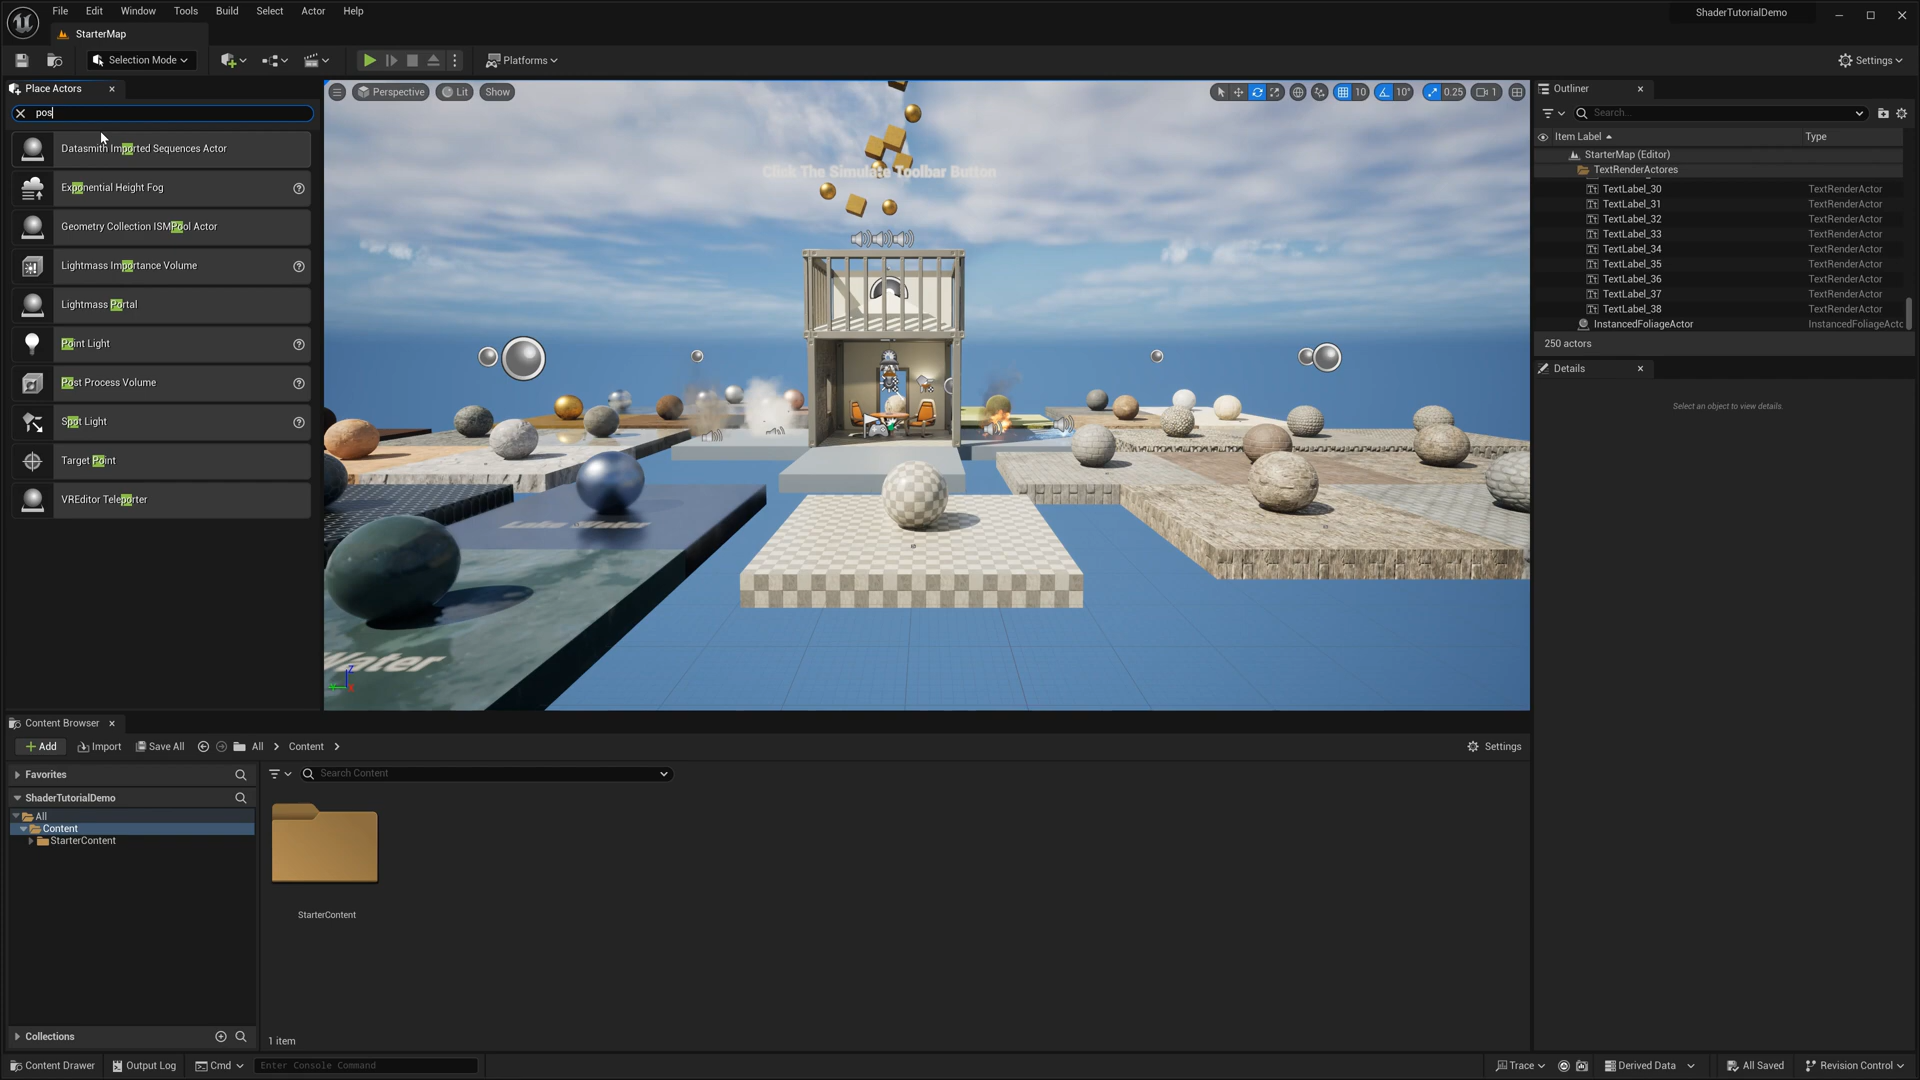 File Edit Window Tools Build Select Actor Help
ShaderTutorialDemo
StarterMap
Selection Mode
Platforms
Settings
Place Actors
pos
Datasmith Imported Sequences Actor
Exponential Height Fog
Geometry Collection ISMPool Actor
Lightmass Importance Volume
Lightmass Portal
Point Light
Post Process Volume
Spot Light
Target Point
VREditor Teleporter
Perspective Lit Show
10 10° 0.25 1
Click The Simulate Toolbar Button
Lake Water
Water
Z
X
Outliner
Search...
Item Label Type
StarterMap (Editor)
TextRenderActores
TextLabel_30 TextRenderActor
TextLabel_31 TextRenderActor
TextLabel_32 TextRenderActor
TextLabel_33 TextRenderActor
TextLabel_34 TextRenderActor
TextLabel_35 TextRenderActor
TextLabel_36 TextRenderActor
TextLabel_37 TextRenderActor
TextLabel_38 TextRenderActor
InstancedFoliageActor InstancedFoliageActo
250 actors
Details
Select an object to view details.
Content Browser
Add Import Save All All Content
Settings
Favorites
ShaderTutorialDemo
All
Content
StarterContent
Collections
Search Content
StarterContent
1 item
Content Drawer Output Log Cmd Enter Console Command
Trace Derived Data All Saved Revision Control